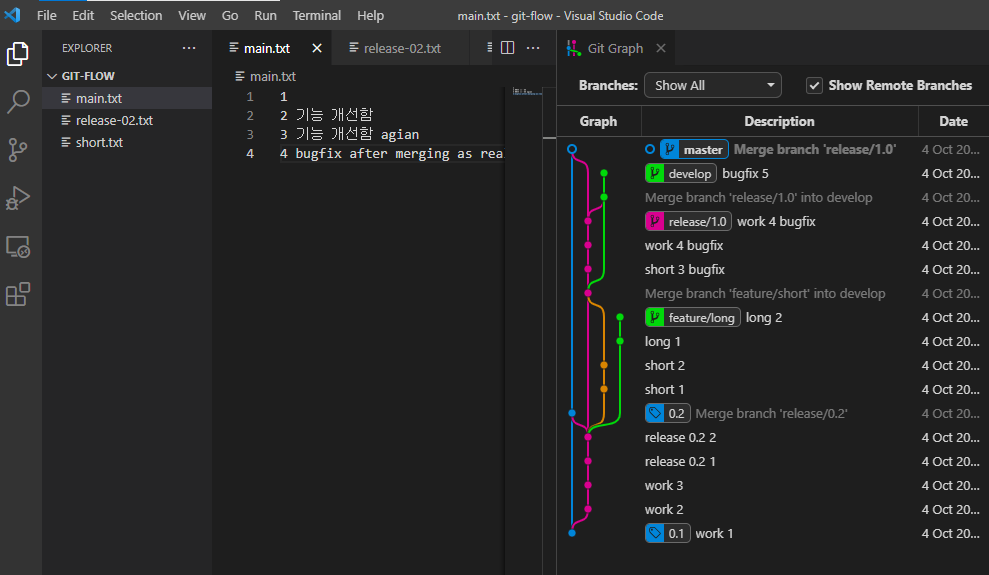 File Edit Selection View Go Run Terminal Help main.txt - git-flow - Visual Studio Code
EXPLORER ···
GIT-FLOW
main.txt
release-02.txt
short.txt
main.txt release-02.txt ···
main.txt
1 1
2 2 기능 개선함
3 3 기능 개선함 agian
4 4 bugfix after merging as rea
Git Graph
Branches: Show All Show Remote Branches
Graph Description Date
master Merge branch 'release/1.0' 4 Oct 20...
develop bugfix 5 4 Oct 20...
Merge branch 'release/1.0' into develop 4 Oct 20...
release/1.0 work 4 bugfix 4 Oct 20...
work 4 bugfix 4 Oct 20...
short 3 bugfix 4 Oct 20...
Merge branch 'feature/short' into develop 4 Oct 20...
feature/long long 2 4 Oct 20...
long 1 4 Oct 20...
short 2 4 Oct 20...
short 1 4 Oct 20...
0.2 Merge branch 'release/0.2' 4 Oct 20...
release 0.2 2 4 Oct 20...
release 0.2 1 4 Oct 20...
work 3 4 Oct 20...
work 2 4 Oct 20...
0.1 work 1 4 Oct 20...